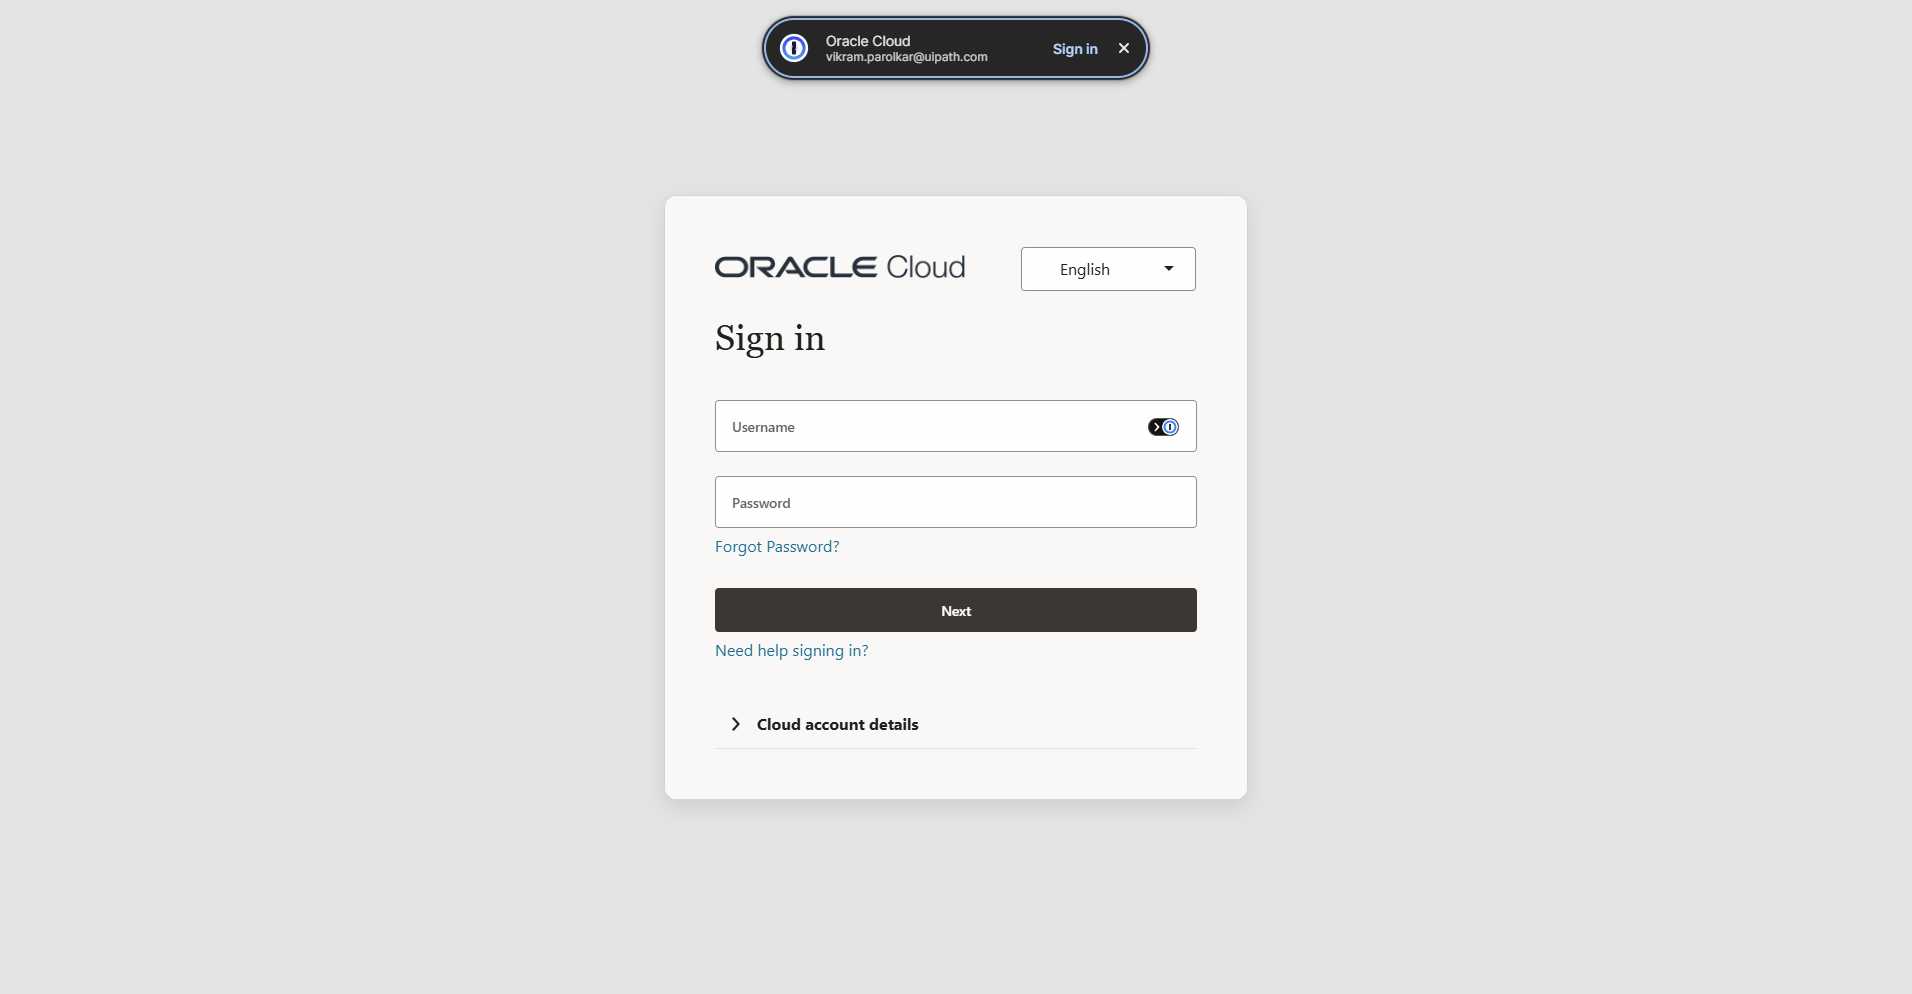 Oracle Cloud
vikram.parolkar@uipath.com
Sign in
ORACLE Cloud
English
Sign in
Username
Password
Forgot Password?
Next
Need help signing in?
Cloud account details